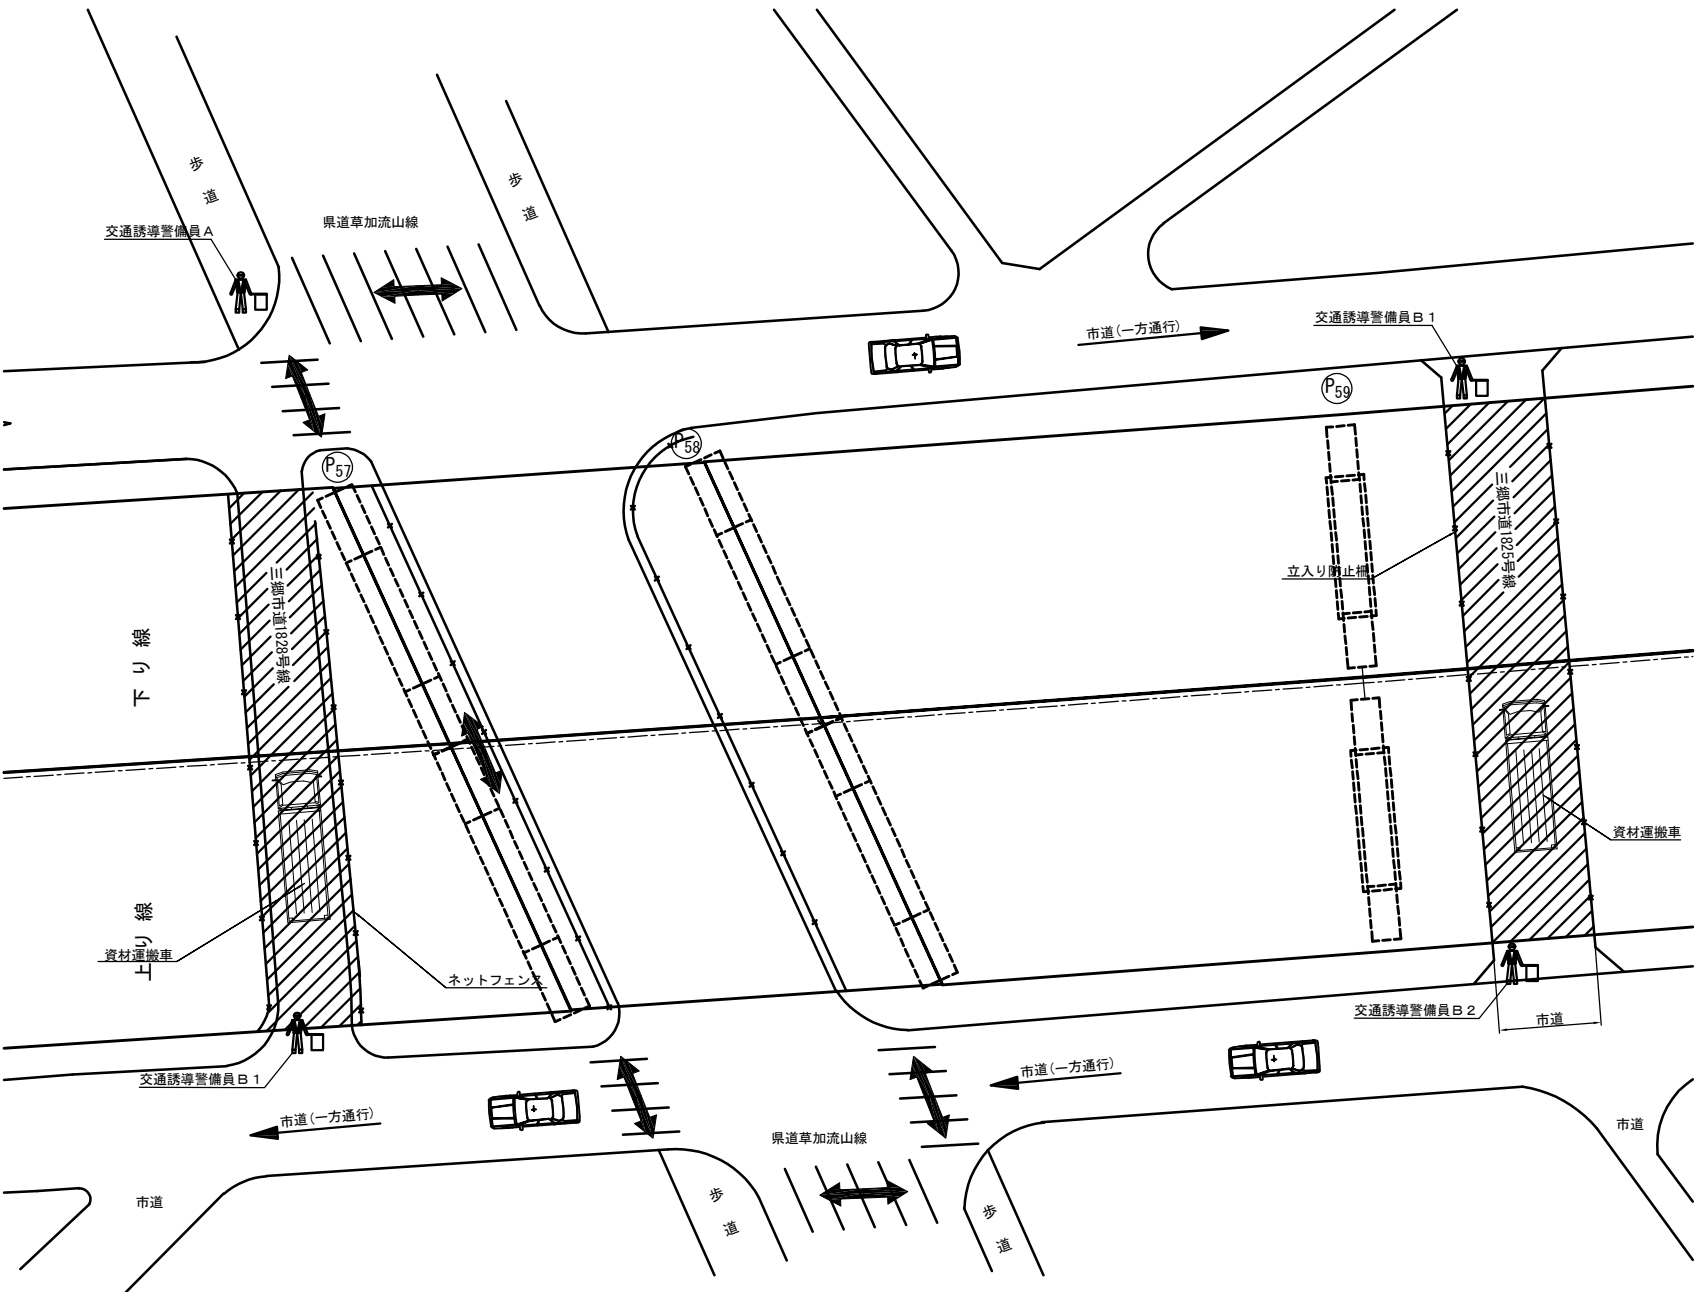 歩道
歩道
県道草加流山線
交通誘導警備員A
市道(一方通行)
交通誘導警備員B1
P59
P58
P57
三郷市道1825号線
立入り防止柵
三郷市道1828号線
下り線
資材運搬車
上り線
資材運搬車
ネットフェンス
交通誘導警備員B2
市道
市道(一方通行)
交通誘導警備員B1
市道(一方通行)
県道草加流山線
市道
市道
歩道
歩道